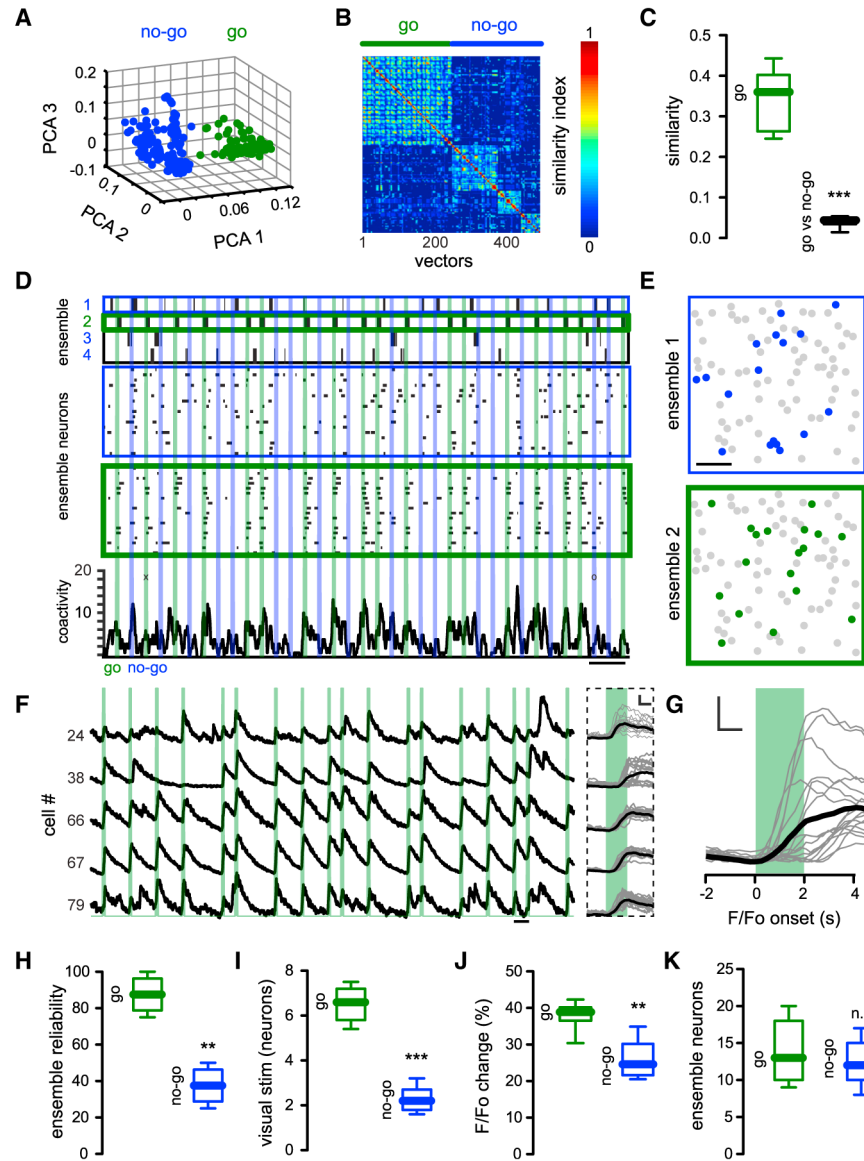 A
no-go go
PCA 3
0.2
0.1
0
-0.1
0.1
0
PCA 2
0
0.06
0.12
PCA 1
B
go no-go
1 200 400
vectors
1
similarity index
0
C
similarity
0.5
0.4
0.3
0.2
0.1
0.0
go
***
go vs no-go
D
ensemble
1
2
3
4
ensemble neurons
ensemble neurons
coactivity
20
10
0
x
o
go no-go
E
ensemble 1
ensemble 2
F
cell #
24
38
66
67
79
G
-2 0 2 4
F/Fo onset (s)
H
ensemble reliability
100
80
60
40
20
0
go
**
no-go
I
visual stim (neurons)
8
6
4
2
0
go
***
no-go
J
F/Fo change (%)
50
40
30
20
10
0
go
**
no-go
K
ensemble neurons
25
20
15
10
5
0
go
n.
no-go